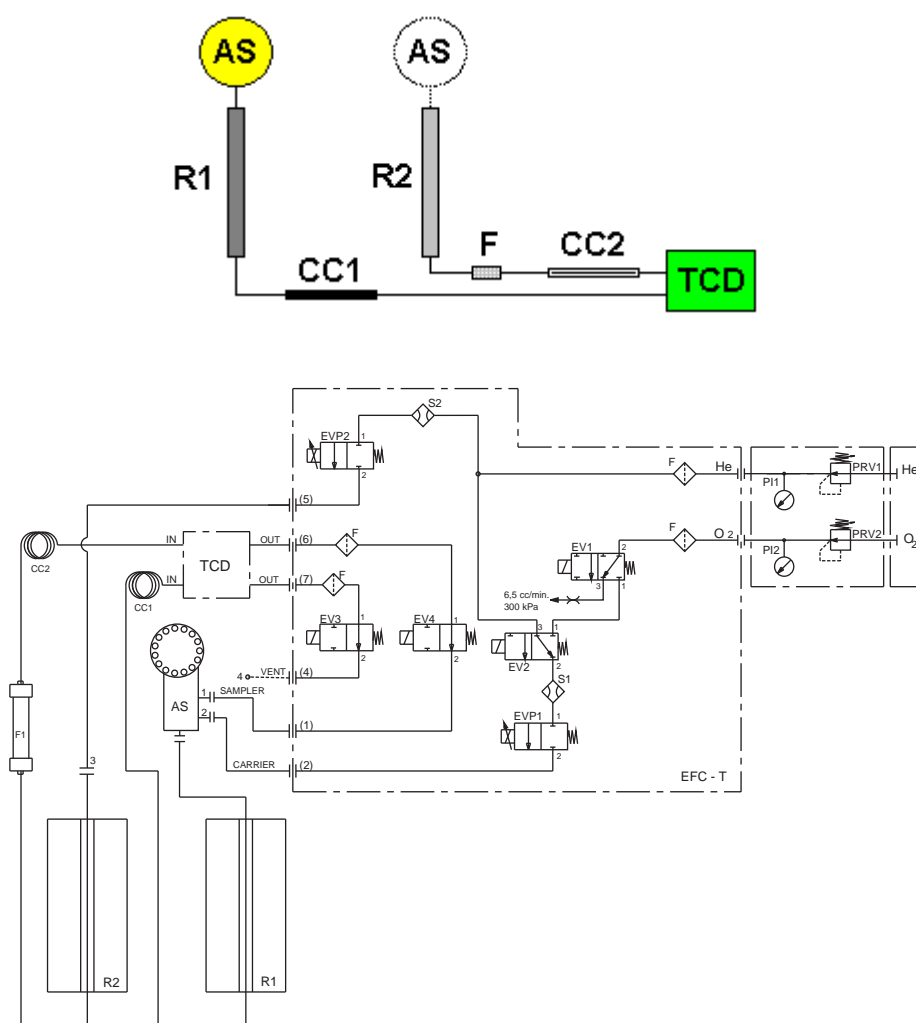 AS
AS
R1
R2
F
CC2
CC1
TCD
S2
EVP2
1
2
F
He
PI1
PRV1
He
(5)
(6)
F
F
O 2
PI2
PRV2
O2
IN
OUT
TCD
CC2
IN
OUT
(7)
F
CC1
EV1
2
3
1
6,5 cc/min.
300 kPa
EV3
1
2
EV4
1
2
3
1
EV2
2
4
VENT
(4)
S1
AS
1
SAMPLER
2
(1)
EVP1
1
2
CARRIER
(2)
EFC - T
F1
3
R2
R1